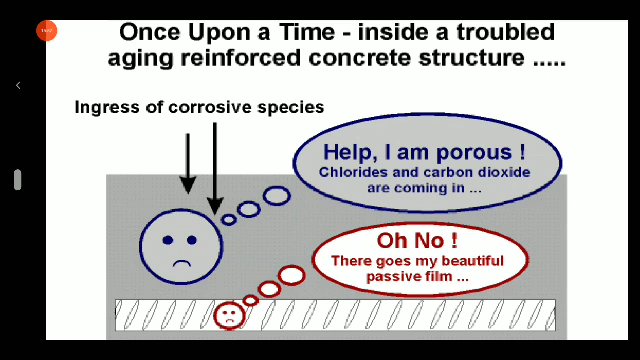 Once Upon a Time - inside a troubled
aging reinforced concrete structure .....
Ingress of corrosive species
Help, I am porous !
Chlorides and carbon dioxide
are coming in ...
Oh No !
There goes my beautiful
passive film ...